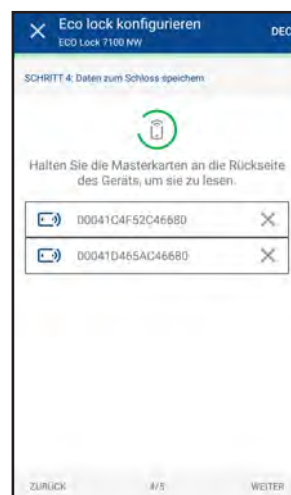 Eco lock konfigurieren
DEC
ECO Lock 7100 NW
SCHRITT 4: Daten zum Schloss speichern
Halten Sie die Masterkarten an die Rückseite
des Geräts, um sie zu lesen.
00041C4F52C46680
00041D465AC46680
ZURÜCK 4/5 WEITER